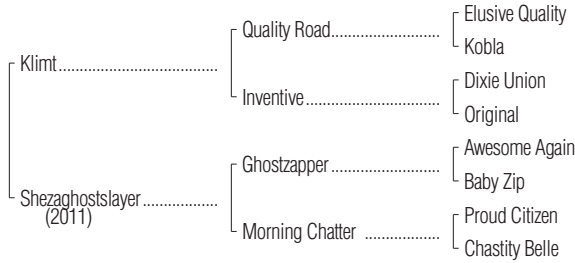 Elusive Quality
Quality Road
Kobla
Klimt
Dixie Union
Inventive
Original
Awesome Again
Ghostzapper
Baby Zip
Shezaghostslayer
(2011)
Proud Citizen
Morning Chatter
Chastity Belle